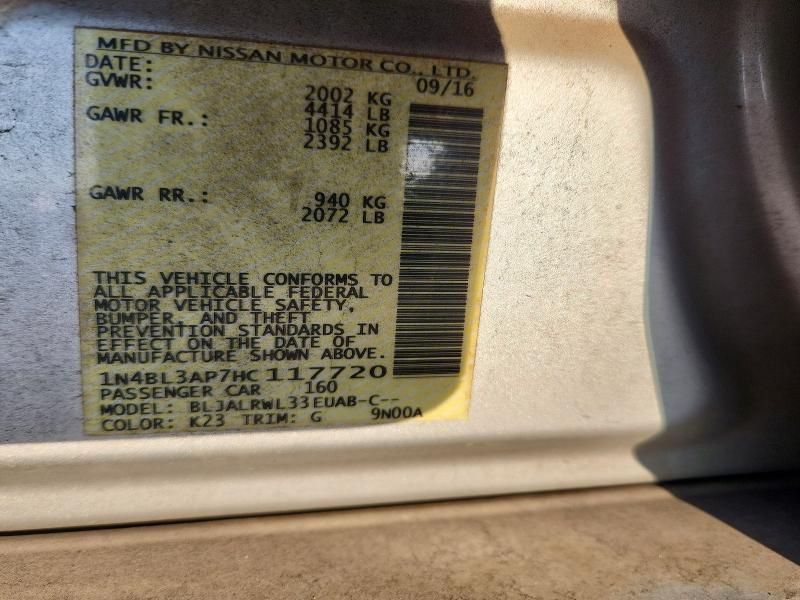 MFD BY NISSAN MOTOR CO., LTD.
DATE: 09/16
GVWR: 2002 KG
4414 LB
GAWR FR.: 1085 KG
2392 LB
GAWR RR.: 940 KG
2072 LB
THIS VEHICLE CONFORMS TO
ALL APPLICABLE FEDERAL
MOTOR VEHICLE SAFETY,
BUMPER, AND THEFT
PREVENTION STANDARDS IN
EFFECT ON THE DATE OF
MANUFACTURE SHOWN ABOVE.
1N4BL3AP7HC117720
PASSENGER CAR 160
MODEL: BLJALRWL33EUAB-C--
COLOR: K23 TRIM: G 9N00A